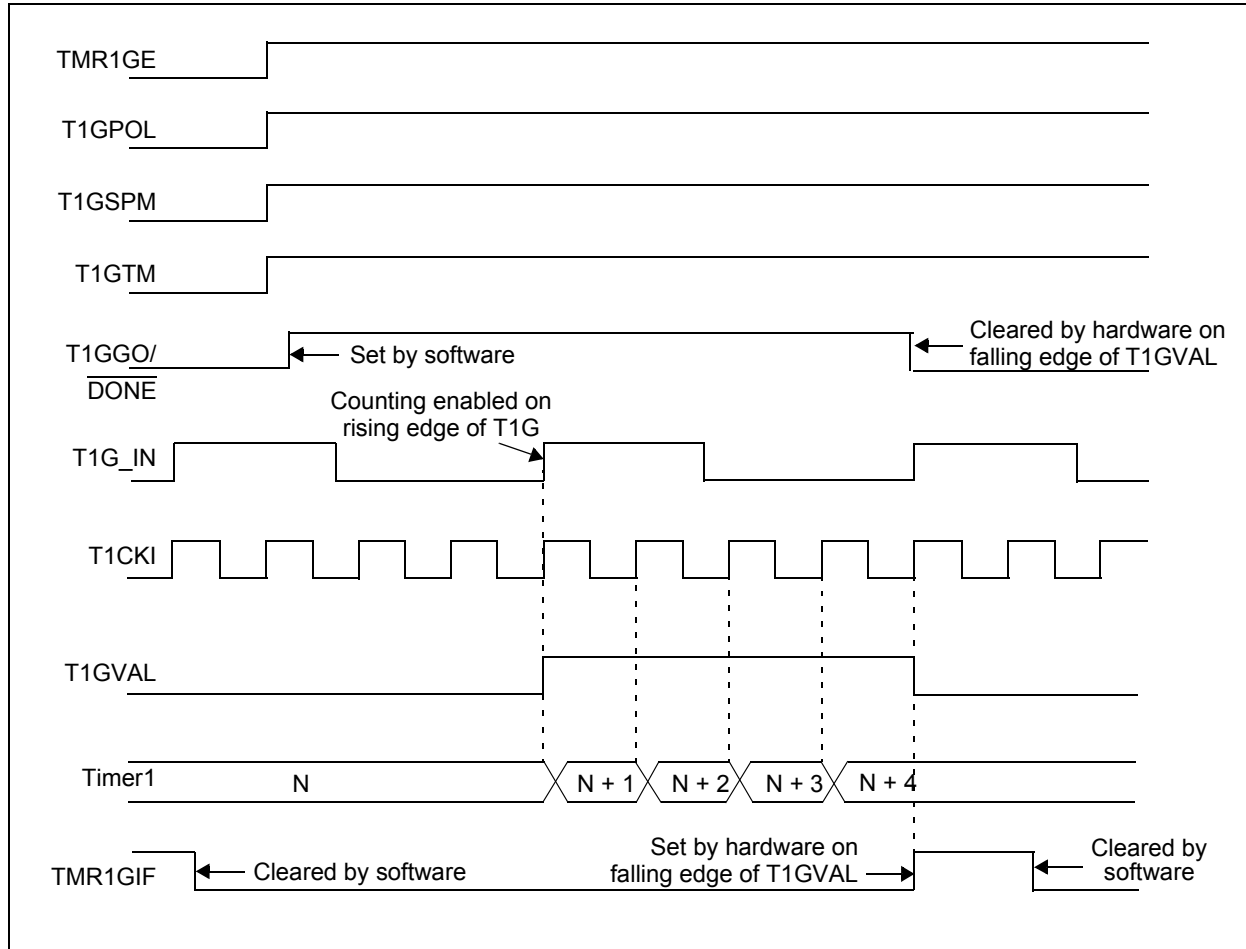 TMR1GE
T1GPOL
T1GSPM
T1GTM
T1GGO/
DONE
Set by software
Cleared by hardware on
falling edge of T1GVAL
Counting enabled on
rising edge of T1G
T1G_IN
T1CKI
T1GVAL
Timer1
N
N + 1
N + 2
N + 3
N + 4
TMR1GIF
Cleared by software
Set by hardware on
falling edge of T1GVAL
Cleared by
software